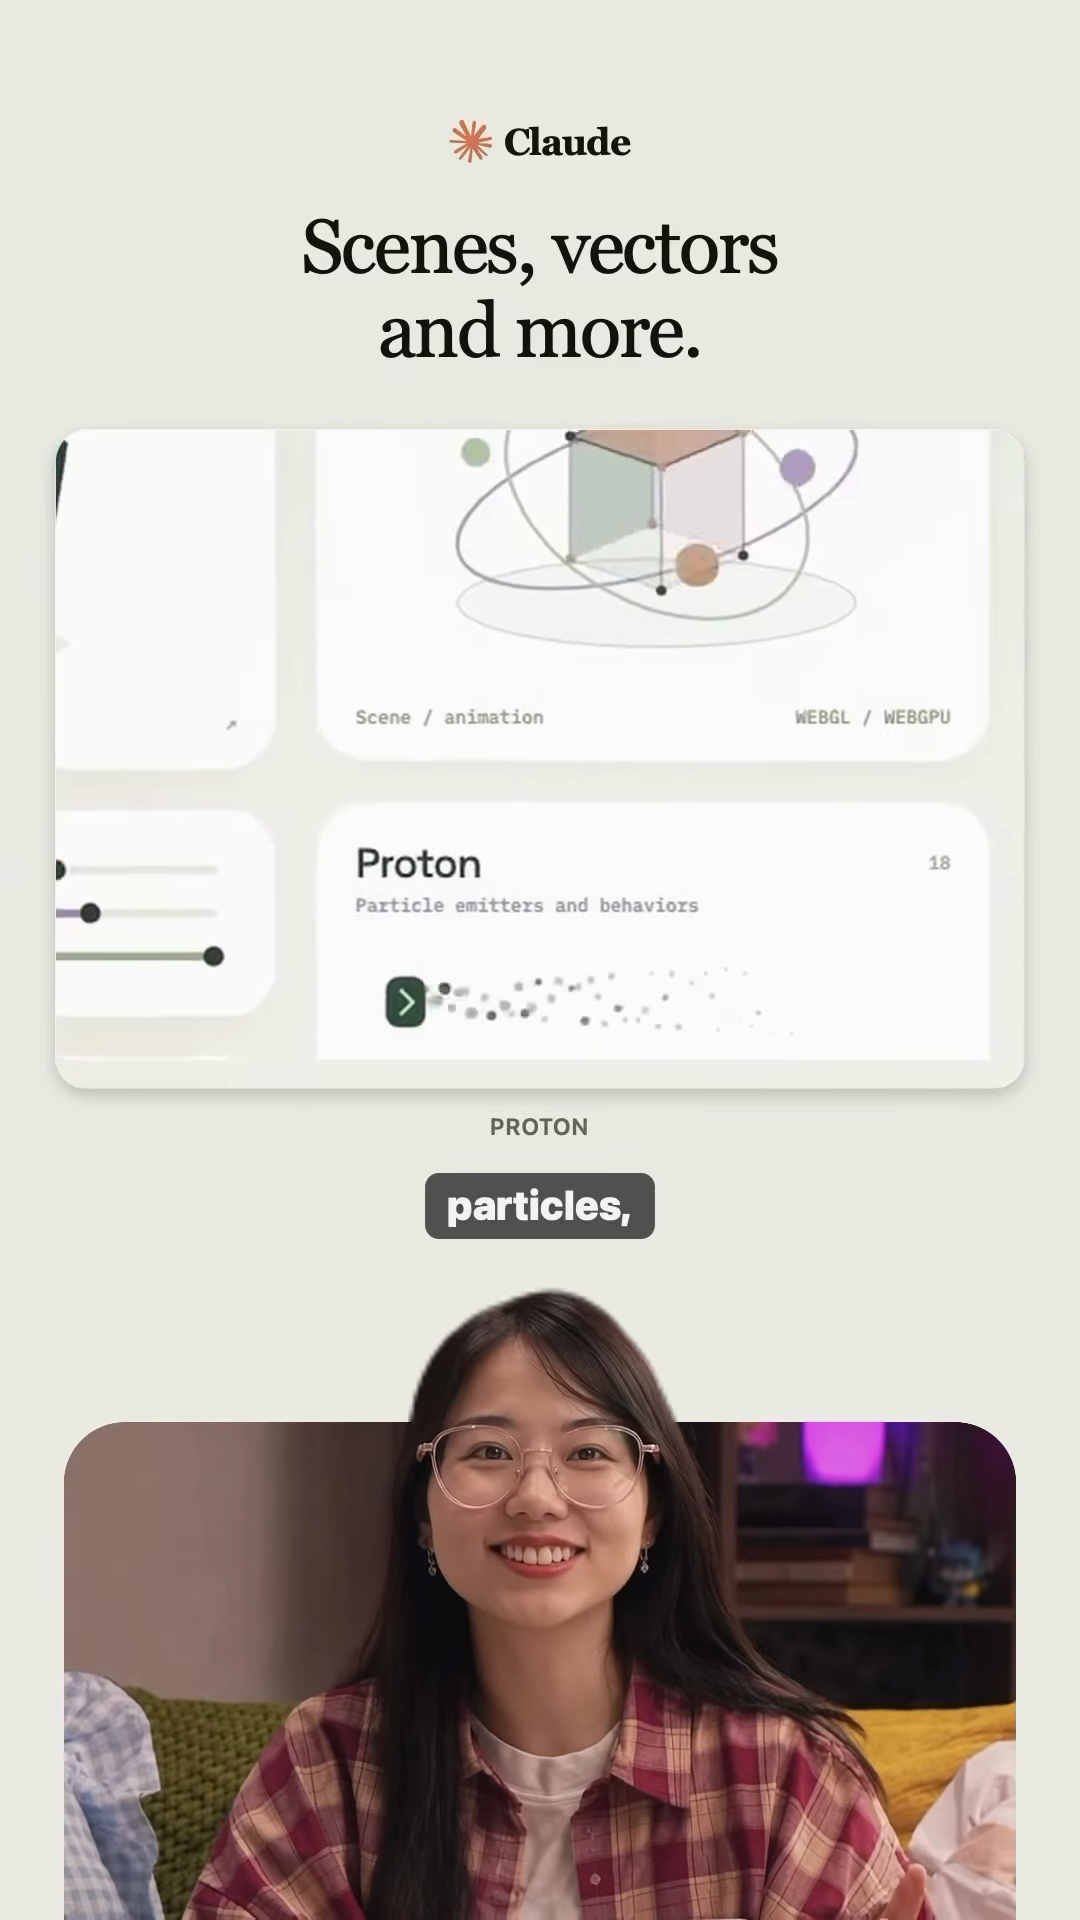 Claude
Scenes, vectors
and more.
↗
Scene / animation
WEBGL / WEBGPU
Proton
18
Particle emitters and behaviors
PROTON
particles,